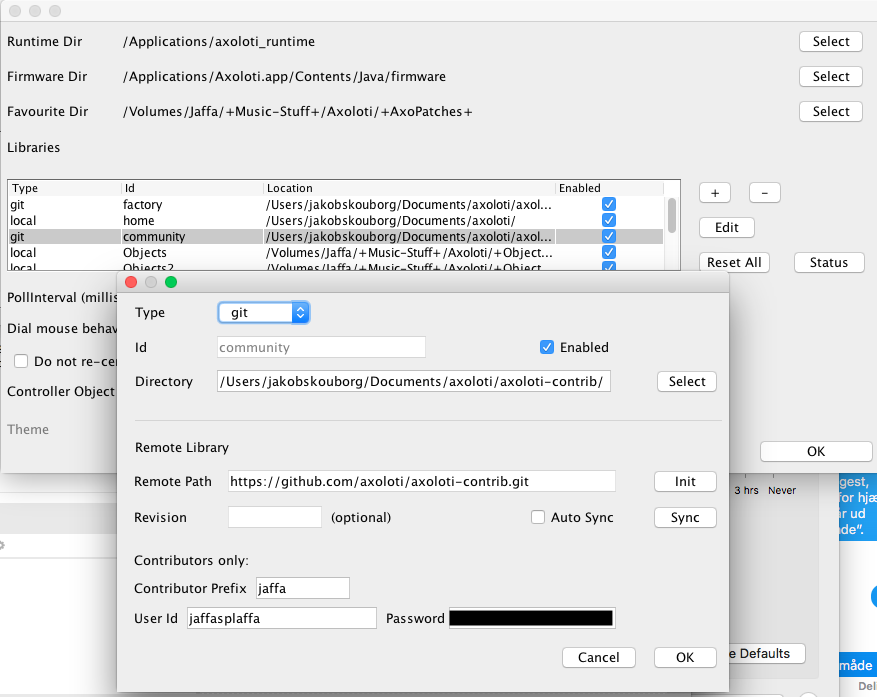 Runtime Dir /Applications/axoloti_runtime Select
Firmware Dir /Applications/Axoloti.app/Contents/Java/firmware Select
Favourite Dir /Volumes/Jaffa/+Music-Stuff+/Axoloti/+AxoPatches+ Select
Libraries
Type Id Location Enabled
git factory /Users/jakobskouborg/Documents/axoloti/axol...
local home /Users/jakobskouborg/Documents/axoloti/
git community /Users/jakobskouborg/Documents/axoloti/axol...
local Objects /Volumes/Jaffa/+Music-Stuff+/Axoloti/+Object...
local Objects2 /Volumes/Jaffa/+Music-Stuff+/Axoloti/+Object...
+ -
Edit
Reset All Status
PollInterval (millis
Dial mouse behav
Do not re-cen
Controller Object
Theme
OK
Type git
Id community Enabled
Directory /Users/jakobskouborg/Documents/axoloti/axoloti-contrib/ Select
Remote Library
Remote Path https://github.com/axoloti/axoloti-contrib.git Init
Revision (optional) Auto Sync Sync
Contributors only:
Contributor Prefix jaffa
User Id jaffasplaffa Password
Cancel OK
3 hrs Never
gest,
for hjæ
ar ud
de".
e Defaults
måde
Del